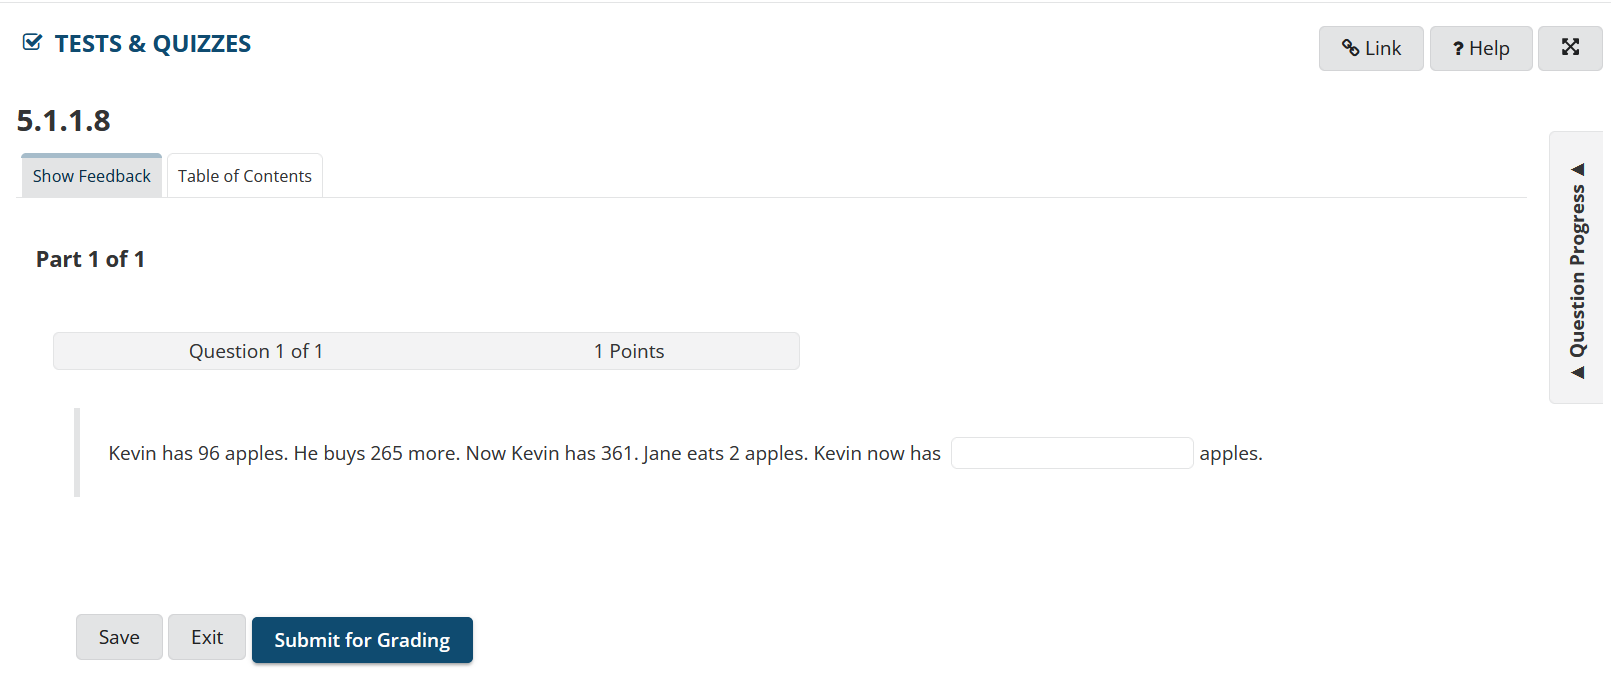 TESTS & QUIZZES
Link
? Help
5.1.1.8
Show Feedback
Table of Contents
Question Progress
Part 1 of 1
Question 1 of 1
1 Points
Kevin has 96 apples. He buys 265 more. Now Kevin has 361. Jane eats 2 apples. Kevin now has apples.
Save
Exit
Submit for Grading